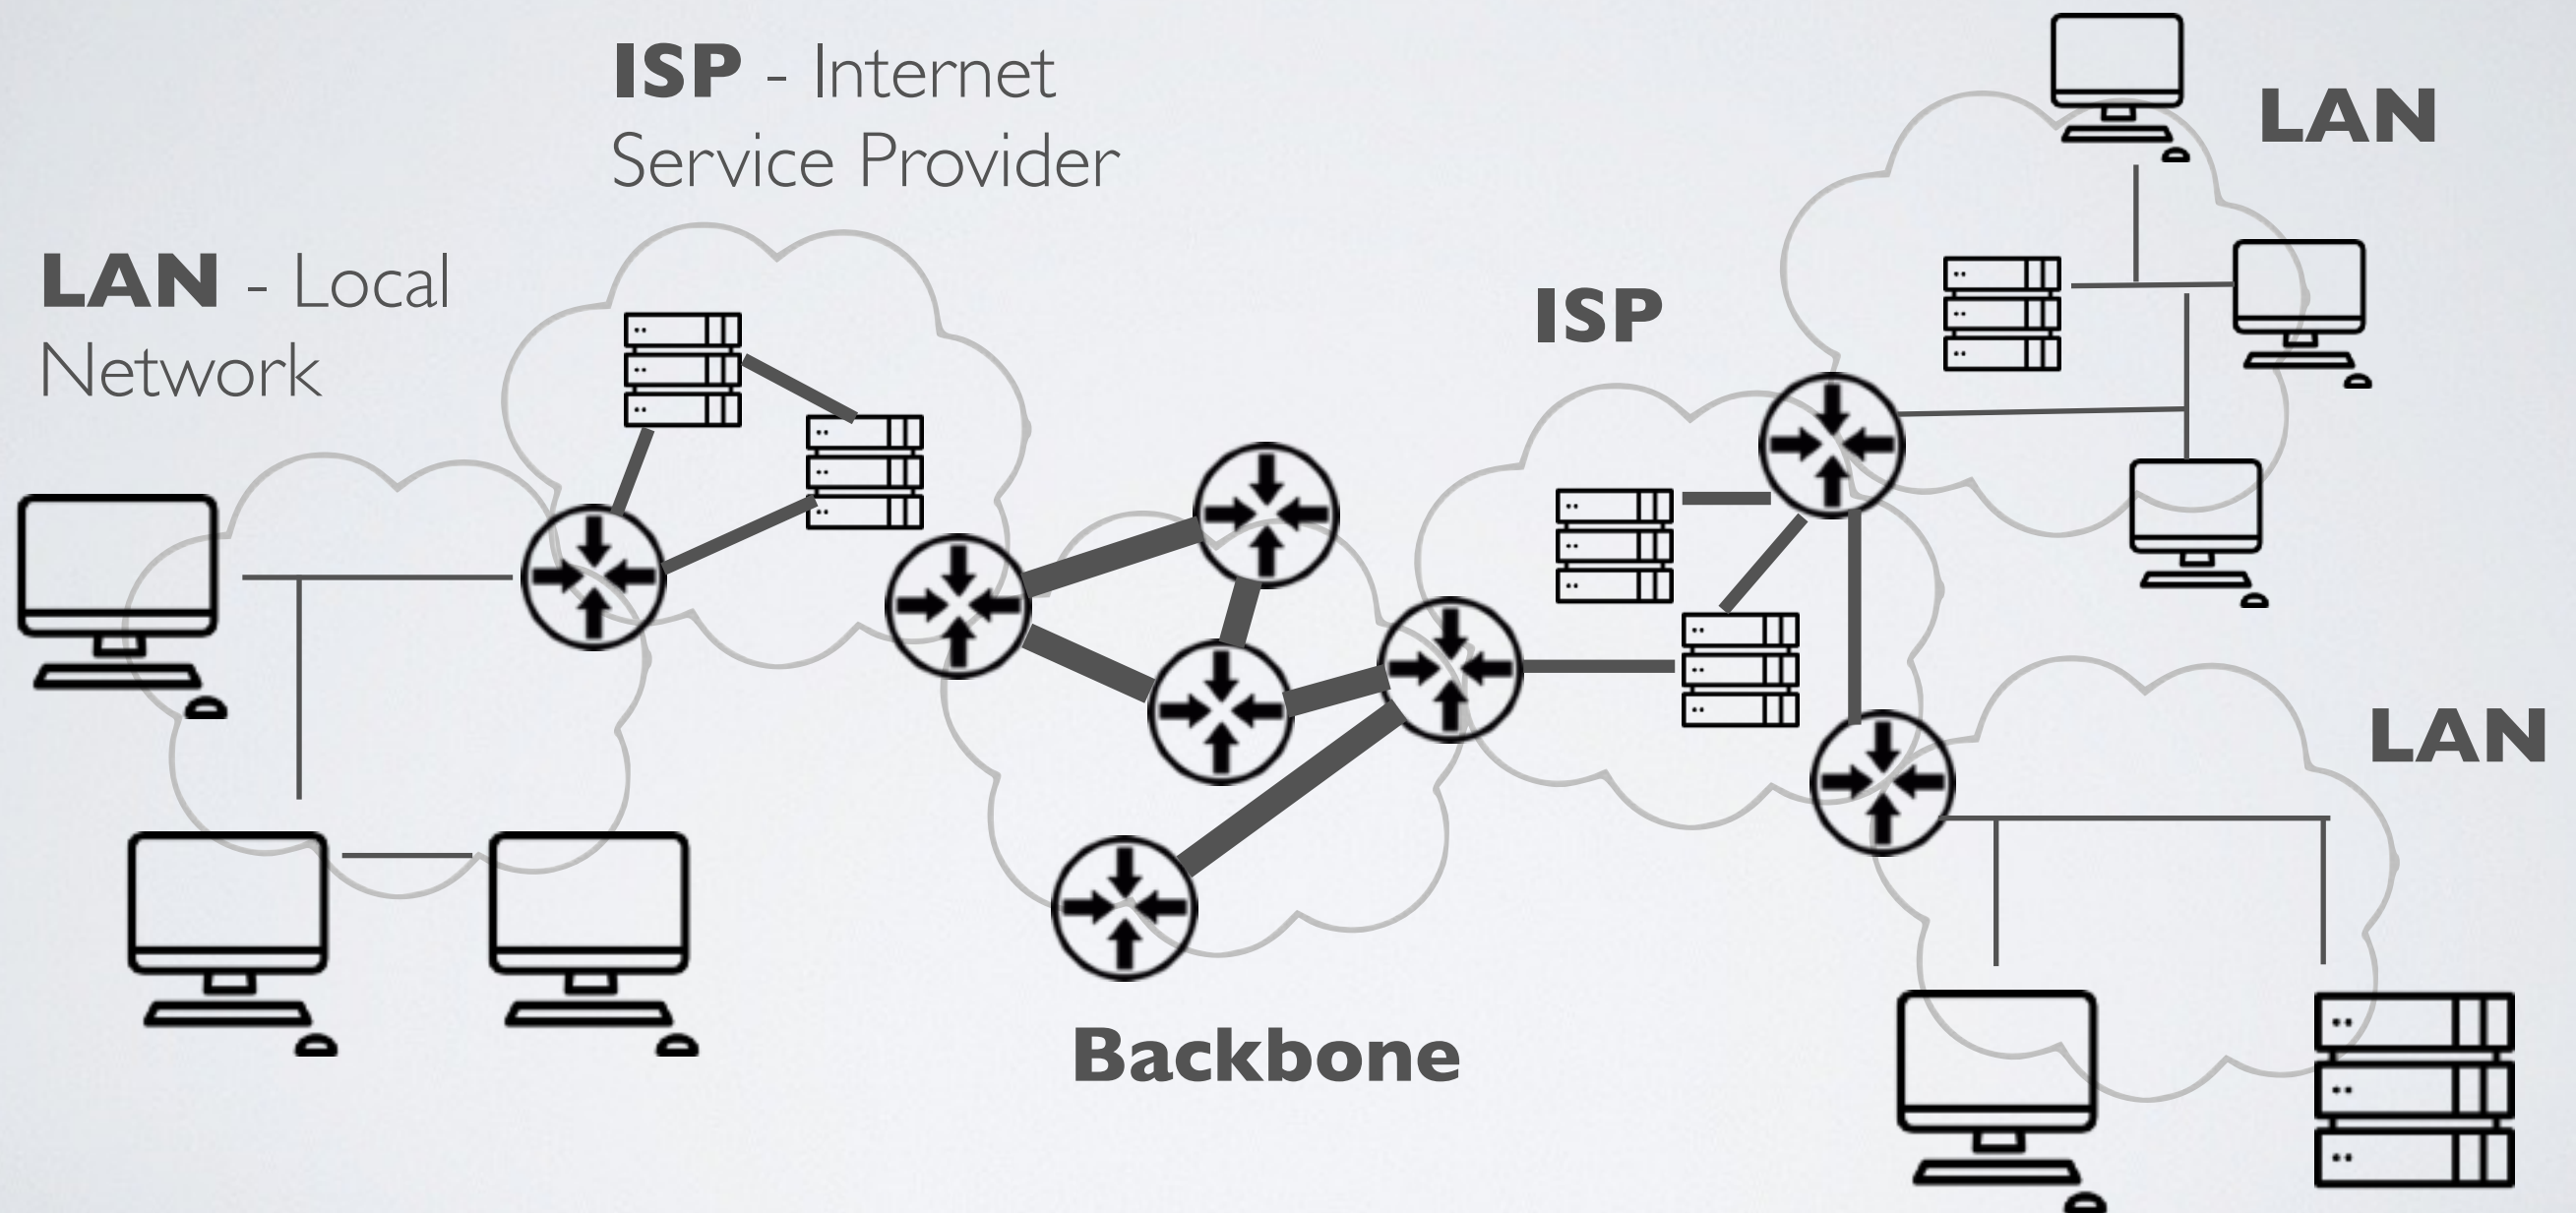 ISP - Internet
Service Provider
LAN - Local
Network
LAN
ISP
LAN
Backbone